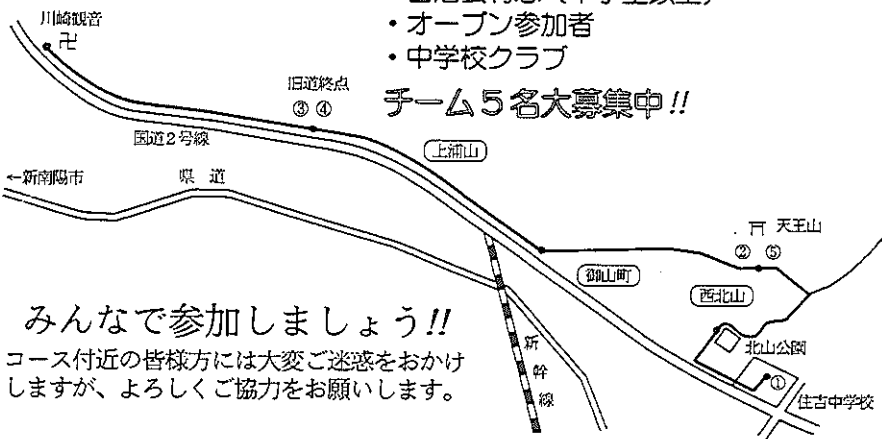 ・オープン参加者
・中学校クラブ
チーム5名大募集中!!
川崎観音
卍
旧道終点
③ ④
国道2号線
上浦山
←新南陽市
県道
天王山
② ⑤
御山町
西北山
北山公園
①
住吉中学校
新幹線
みんなで参加しましょう!!
コース付近の皆様方には大変ご迷惑をおかけ
しますが、よろしくご協力をお願いします。